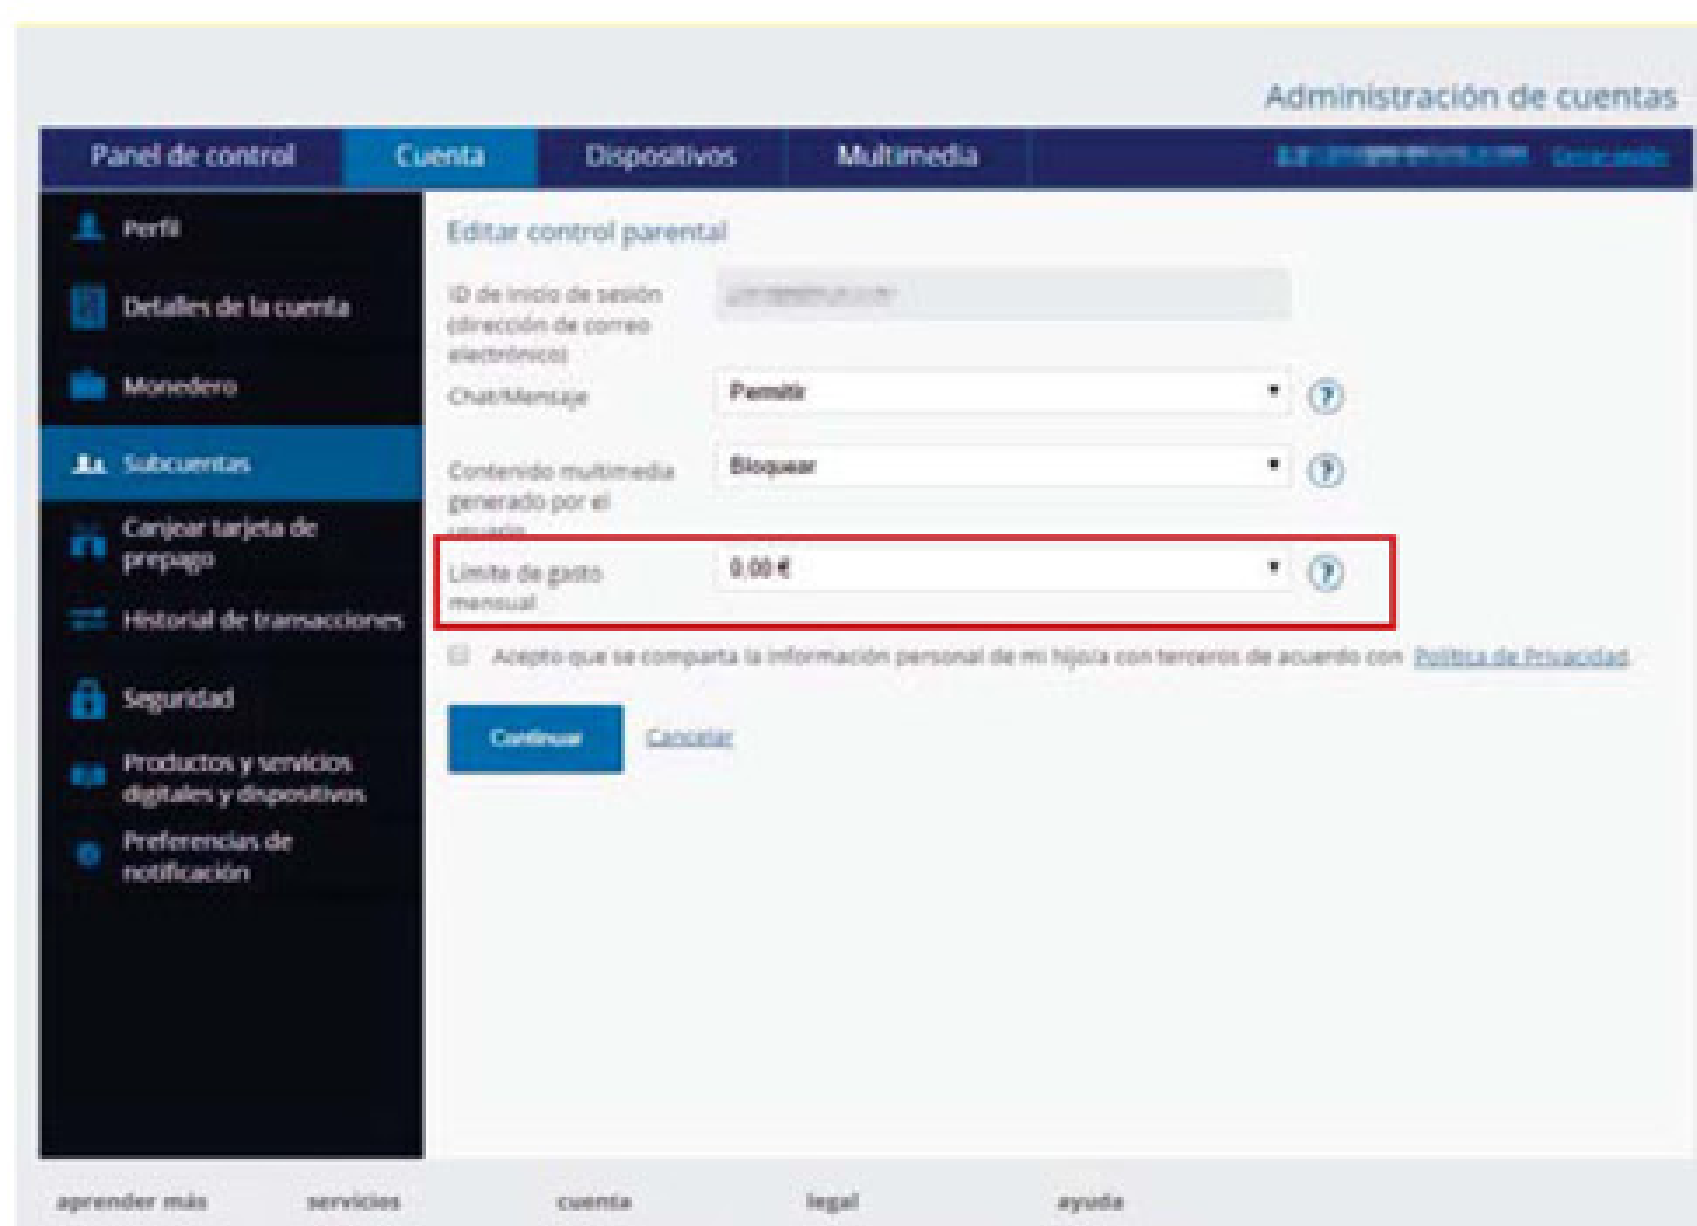 Administración de cuentas
Panel de control Cuenta Dispositivos Multimedia Cerrar sesión
Perfil
Detalles de la cuenta
Monedero
Subcuentas
Canjear tarjeta de
prepago
Historial de transacciones
Seguridad
Productos y servicios
digitales y dispositivos
Preferencias de
notificación
Editar control parental
ID de inicio de sesión
(dirección de correo
electrónico)
Chat/Mensaje Permitir ?
Contenido multimedia Bloquear ?
generado por el
usuario
Límite de gasto 0,00 € ?
mensual
Acepto que se comparta la información personal de mi hijo/a con terceros de acuerdo con Política de Privacidad.
Continuar Cancelar
aprender más servicios cuenta legal ayuda